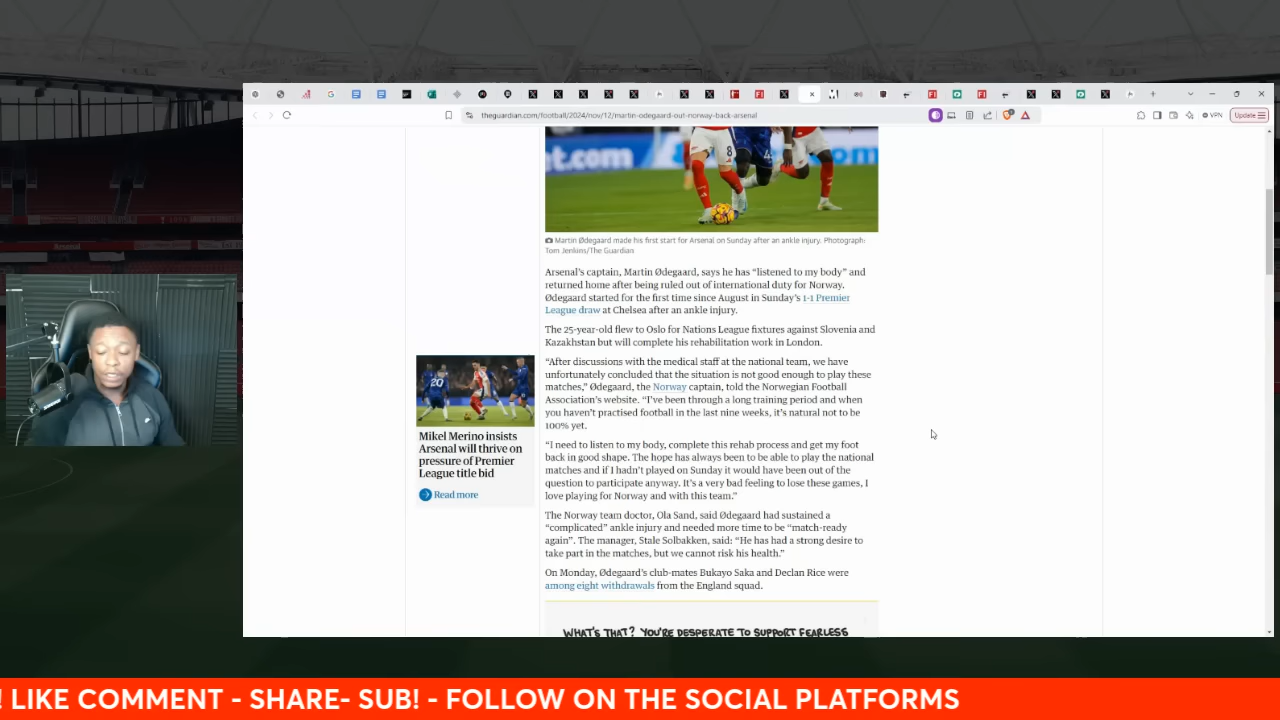 theguardian.com/football/2024/nov/12/martin-odegaard-out-norway-back-arsenal
VPN
Update
et.com
8
Martin Ødegaard made his first start for Arsenal on Sunday after an ankle injury. Photograph:
Tom Jenkins/The Guardian
Arsenal's captain, Martin Ødegaard, says he has “listened to my body” and
returned home after being ruled out of international duty for Norway.
Ødegaard started for the first time since August in Sunday's 1-1 Premier
League draw at Chelsea after an ankle injury.
The 25-year-old flew to Oslo for Nations League fixtures against Slovenia and
Kazakhstan but will complete his rehabilitation work in London.
“After discussions with the medical staff at the national team, we have
unfortunately concluded that the situation is not good enough to play these
matches,” Ødegaard, the Norway captain, told the Norwegian Football
Association's website. “I've been through a long training period and when
you haven't practised football in the last nine weeks, it's natural not to be
100% yet.
“I need to listen to my body, complete this rehab process and get my foot
back in good shape. The hope has always been to be able to play the national
matches and if I hadn't played on Sunday it would have been out of the
question to participate anyway. It's a very bad feeling to lose these games, I
love playing for Norway and with this team.”
The Norway team doctor, Ola Sand, said Ødegaard had sustained a
“complicated” ankle injury and needed more time to be “match-ready
again”. The manager, Stale Solbakken, said: “He has had a strong desire to
take part in the matches, but we cannot risk his health.”
On Monday, Ødegaard's club-mates Bukayo Saka and Declan Rice were
among eight withdrawals from the England squad.
20
Mikel Merino insists
Arsenal will thrive on
pressure of Premier
League title bid
Read more
WHAT'S THAT? YOU'RE DESPERATE TO SUPPORT FEARLESS
! LIKE COMMENT - SHARE- SUB! - FOLLOW ON THE SOCIAL PLATFORMS